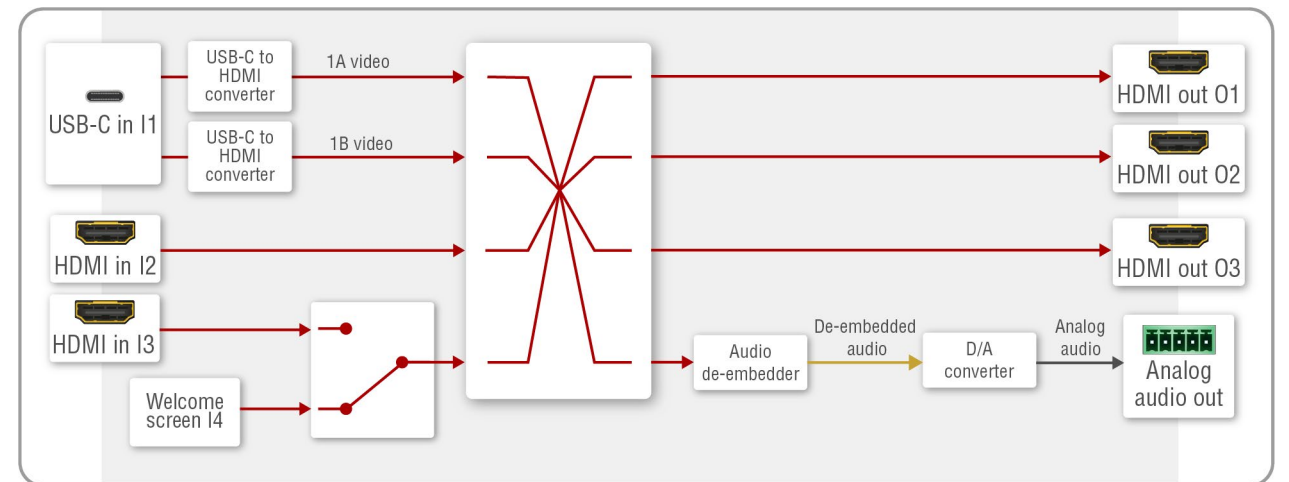 USB-C in I1
USB-C to
HDMI
converter
1A video
USB-C to
HDMI
converter
1B video
HDMI in I2
HDMI in I3
Welcome
screen I4
HDMI out O1
HDMI out O2
HDMI out O3
Audio
de-embedder
De-embedded
audio
D/A
converter
Analog
audio
Analog
audio out